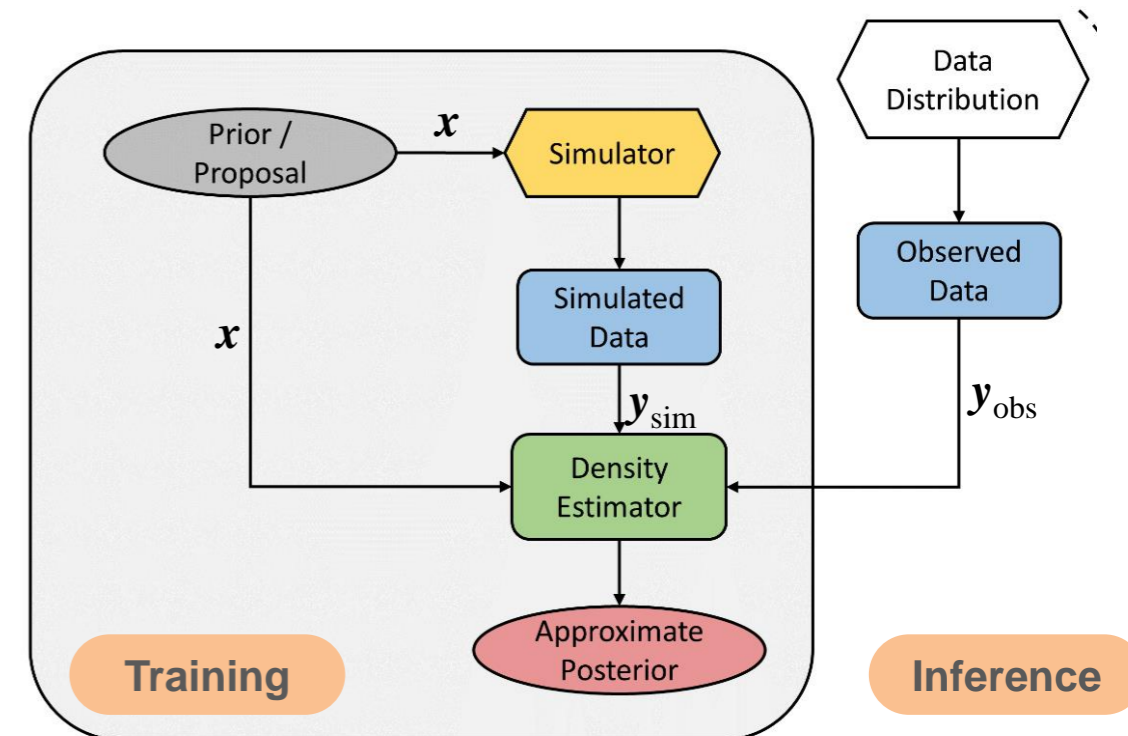 Data
Distribution
Prior /
Proposal
x
Simulator
Observed
Data
Simulated
Data
x
y_sim
y_obs
Density
Estimator
Approximate
Posterior
Training
Inference